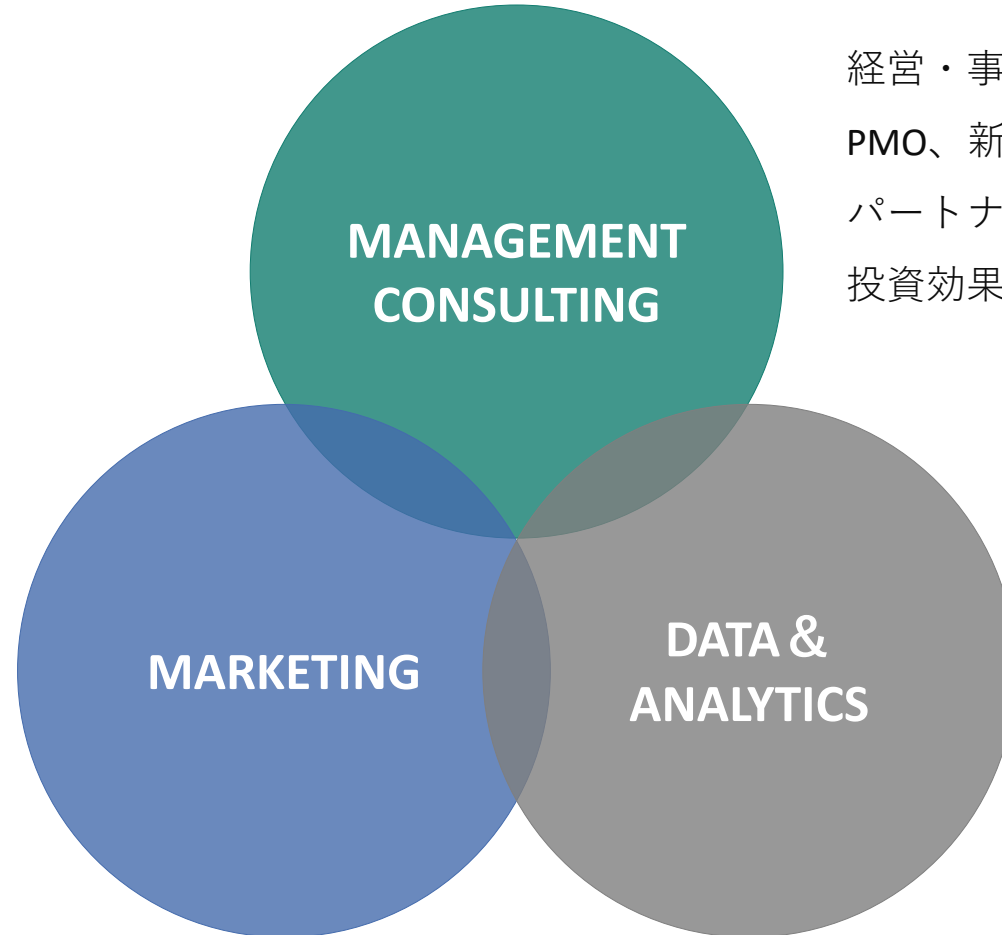 経営・事
PMO、新
パートナ
投資効果
MANAGEMENT
CONSULTING
MARKETING
DATA &
ANALYTICS